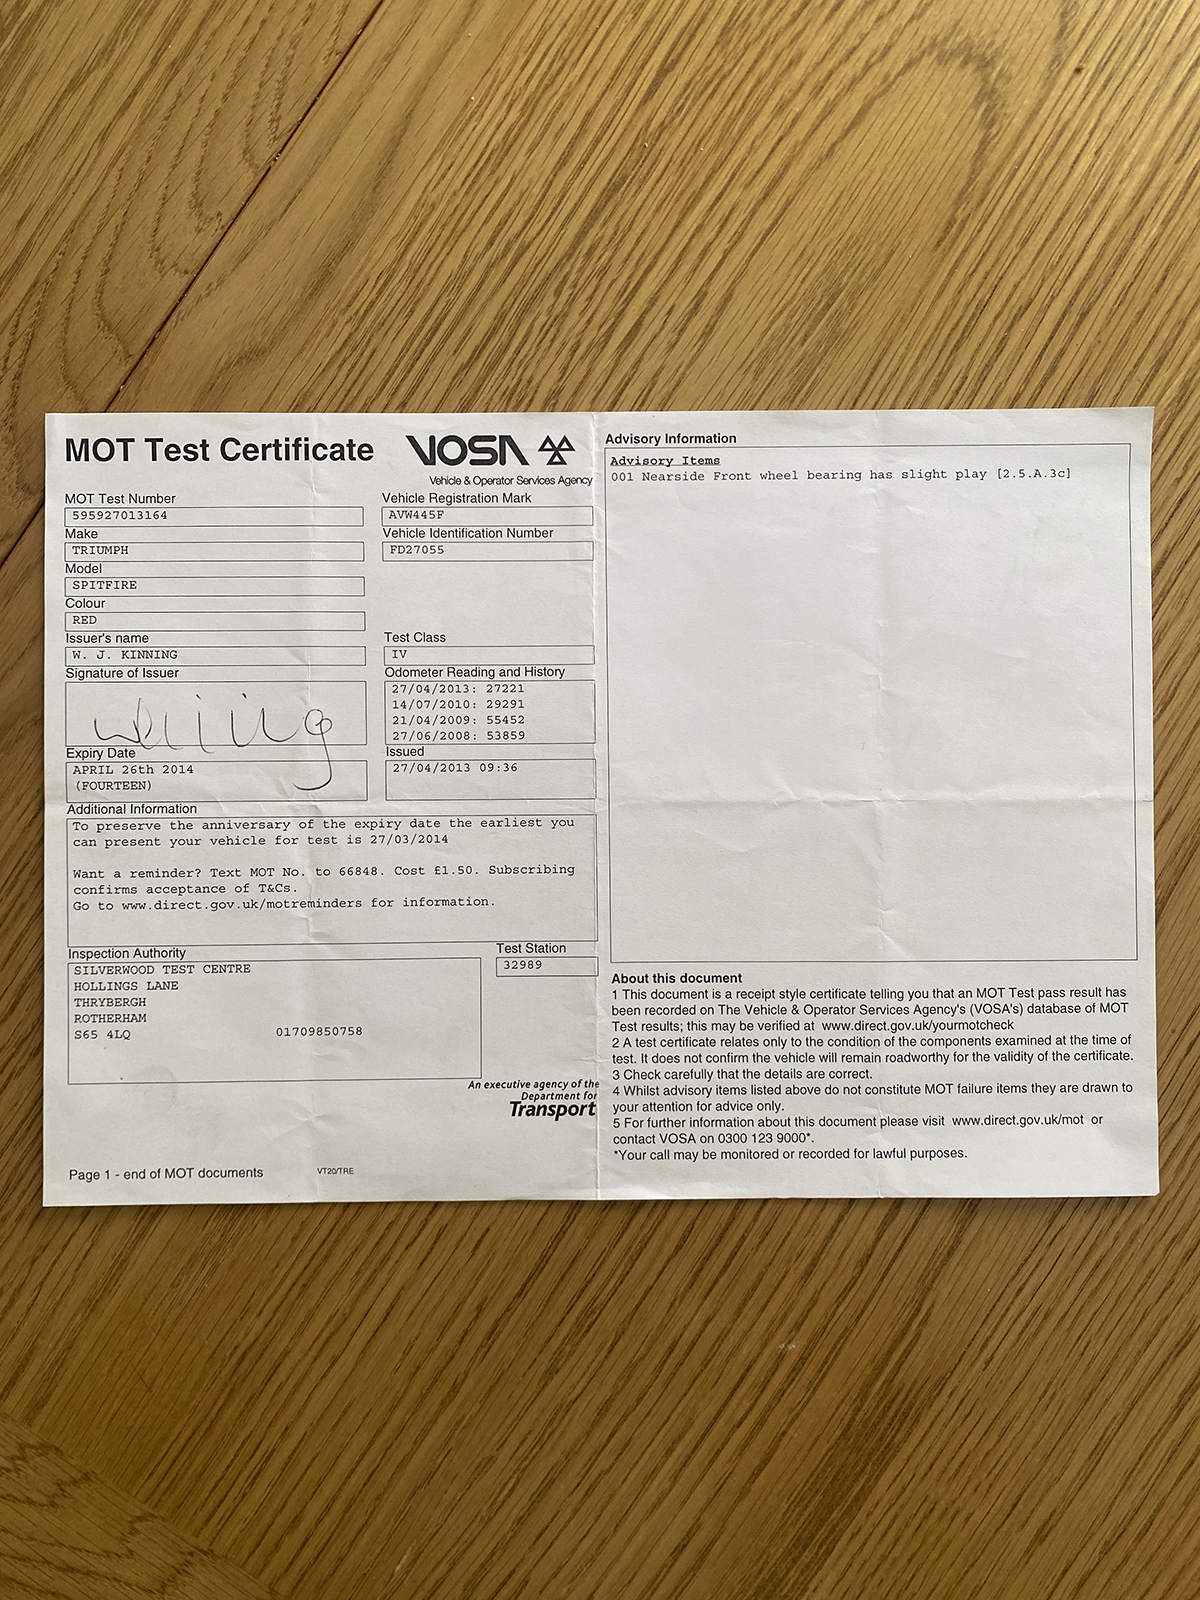 MOT Test Certificate
VOSA
Vehicle & Operator Services Agency
MOT Test Number
595927013164
Vehicle Registration Mark
AVW445F
Make
TRIUMPH
Vehicle Identification Number
FD27055
Model
SPITFIRE
Colour
RED
Issuer's name
W. J. KINNING
Test Class
IV
Signature of Issuer
Odometer Reading and History
27/04/2013: 27221
14/07/2010: 29291
21/04/2009: 55452
27/06/2008: 53859
Expiry Date
APRIL 26th 2014
(FOURTEEN)
Issued
27/04/2013 09:36
Additional Information
To preserve the anniversary of the expiry date the earliest you
can present your vehicle for test is 27/03/2014
Want a reminder? Text MOT No. to 66848. Cost £1.50. Subscribing
confirms acceptance of T&Cs.
Go to www.direct.gov.uk/motreminders for information.
Inspection Authority
SILVERWOOD TEST CENTRE
HOLLINGS LANE
THRYBERGH
ROTHERHAM
S65 4LQ 01709850758
Test Station
32989
An executive agency of the
Department for
Transport
Page 1 - end of MOT documents
VT20/TRE
Advisory Information
Advisory Items
001 Nearside Front wheel bearing has slight play [2.5.A.3c]
About this document
1 This document is a receipt style certificate telling you that an MOT Test pass result has
been recorded on The Vehicle & Operator Services Agency's (VOSA's) database of MOT
Test results; this may be verified at www.direct.gov.uk/yourmotcheck
2 A test certificate relates only to the condition of the components examined at the time of
test. It does not confirm the vehicle will remain roadworthy for the validity of the certificate.
3 Check carefully that the details are correct.
4 Whilst advisory items listed above do not constitute MOT failure items they are drawn to
your attention for advice only.
5 For further information about this document please visit www.direct.gov.uk/mot or
contact VOSA on 0300 123 9000*.
*Your call may be monitored or recorded for lawful purposes.